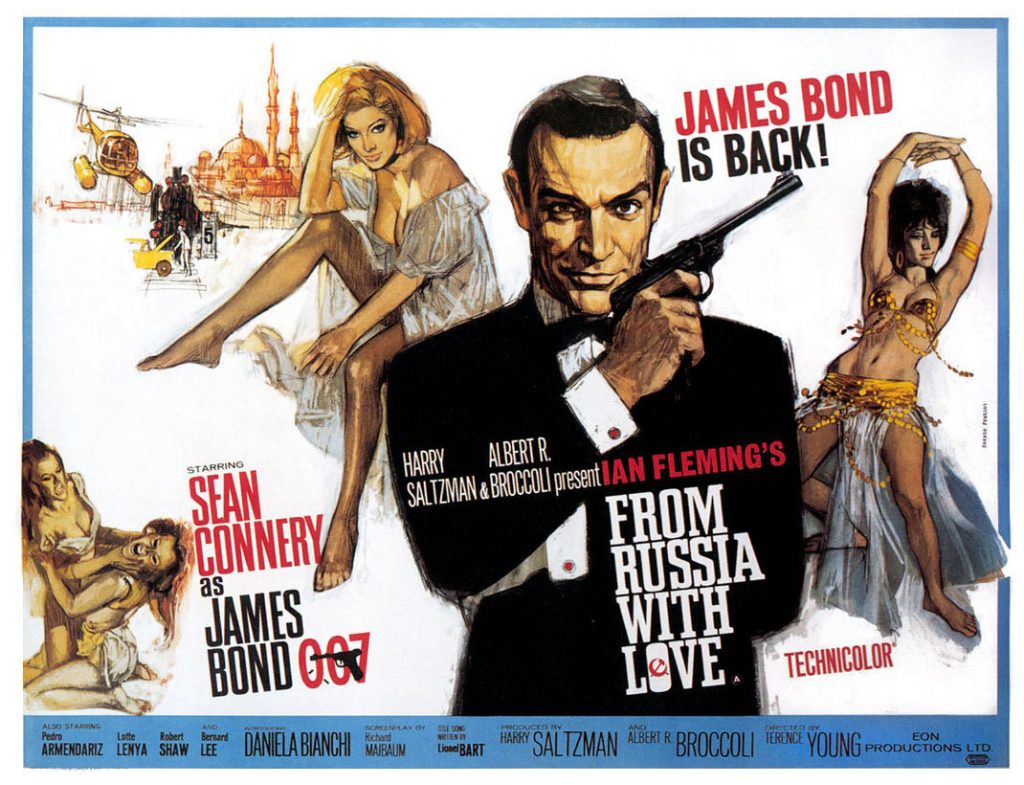 JAMES BOND
IS BACK!
5
STARRING
SEAN
CONNERY
as
JAMES
BOND 007
HARRY
SALTZMAN & ALBERT R.
BROCCOLI present
IAN FLEMING'S
FROM
RUSSIA
WITH
LOVE
A
TECHNICOLOR®
Renato Fratini
ALSO STARRING
Pedro
ARMENDARIZ
Lotte
LENYA
Robert
SHAW
AND
Bernard
LEE
INTRODUCING
DANIELA BIANCHI
SCREENPLAY BY
Richard
MAIBAUM
TITLE SONG
WRITTEN BY
Lionel BART
PRODUCED BY
HARRY SALTZMAN
AND
ALBERT R. BROCCOLI
DIRECTED BY
TERENCE YOUNG
EON
PRODUCTIONS LTD.